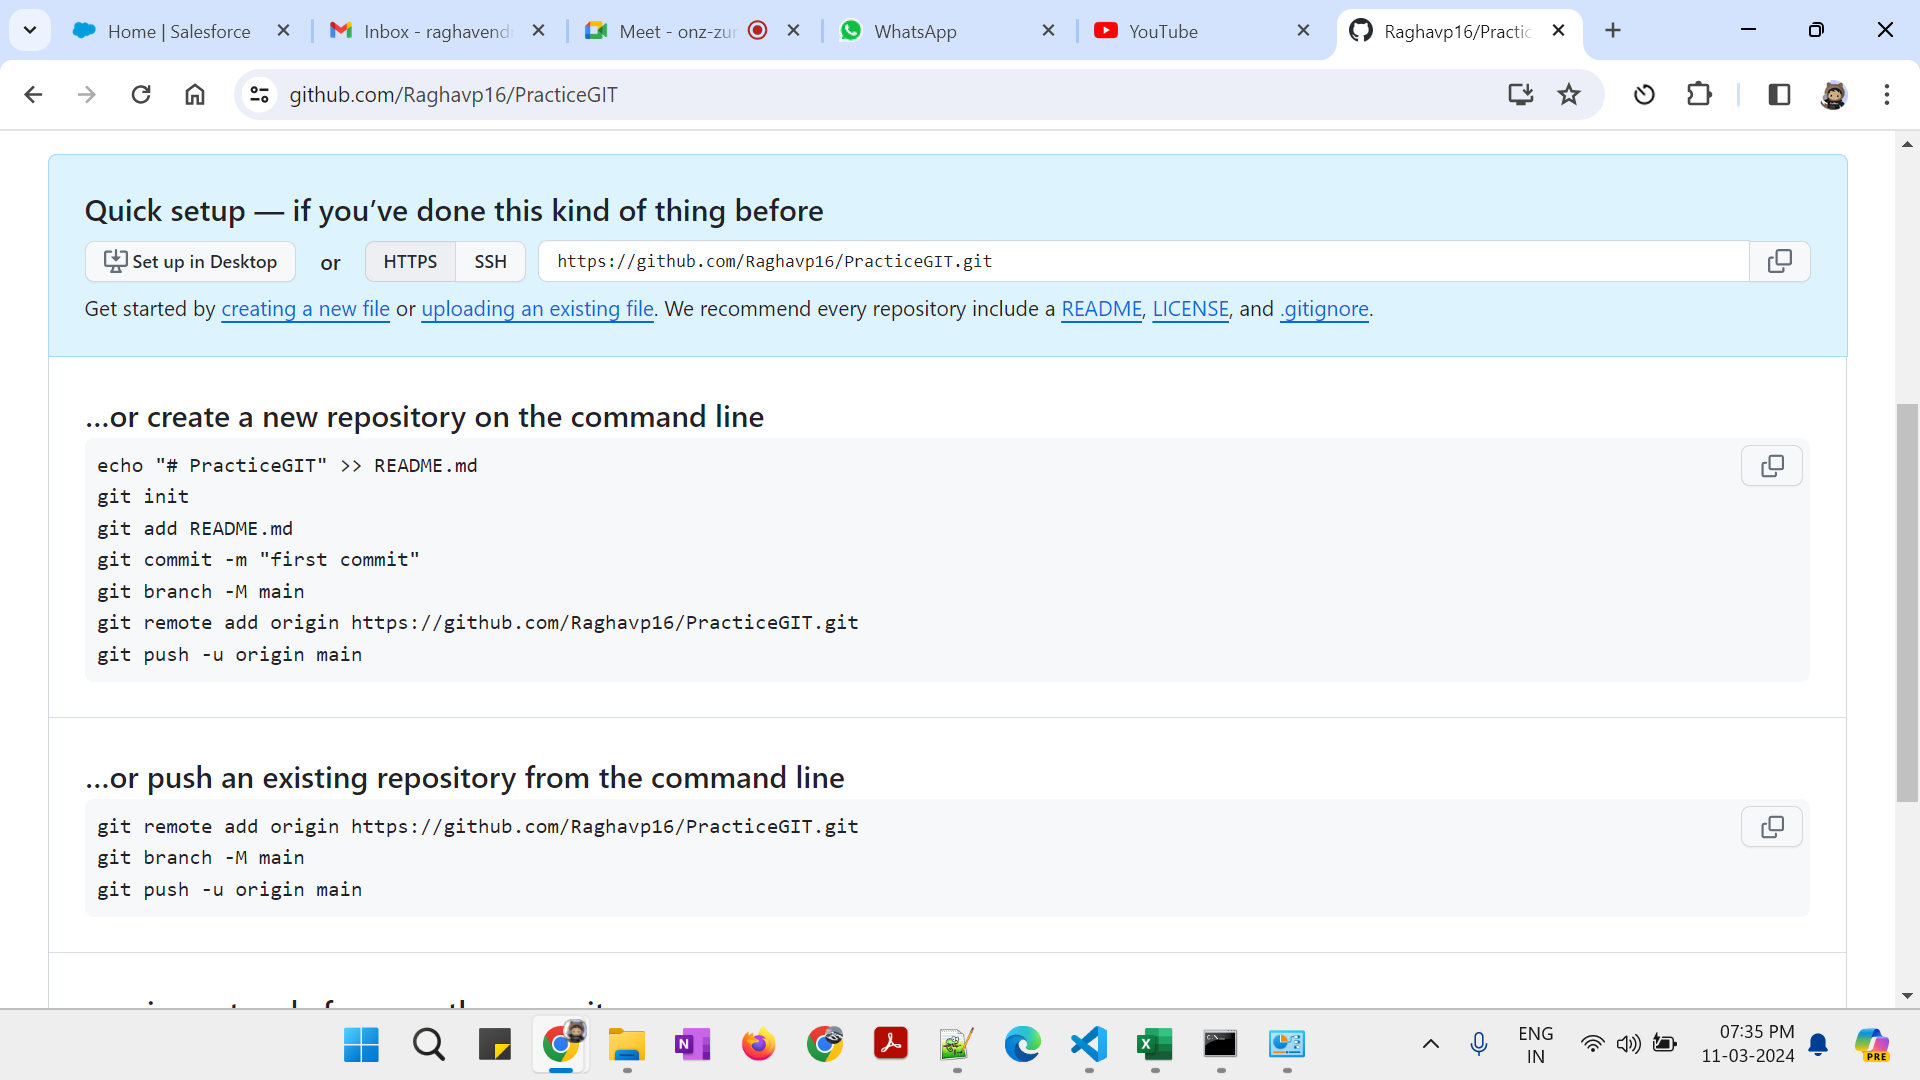 Home | Salesforce
Inbox - raghavend
Meet - onz-zur
WhatsApp
YouTube
Raghavp16/Practic
github.com/Raghavp16/PracticeGIT
Quick setup — if you’ve done this kind of thing before
Set up in Desktop or HTTPS SSH https://github.com/Raghavp16/PracticeGIT.git
Get started by creating a new file or uploading an existing file. We recommend every repository include a README, LICENSE, and .gitignore.
…or create a new repository on the command line
echo "# PracticeGIT" >> README.md
git init
git add README.md
git commit -m "first commit"
git branch -M main
git remote add origin https://github.com/Raghavp16/PracticeGIT.git
git push -u origin main
…or push an existing repository from the command line
git remote add origin https://github.com/Raghavp16/PracticeGIT.git
git branch -M main
git push -u origin main
ENG
IN
07:35 PM
11-03-2024
PRE